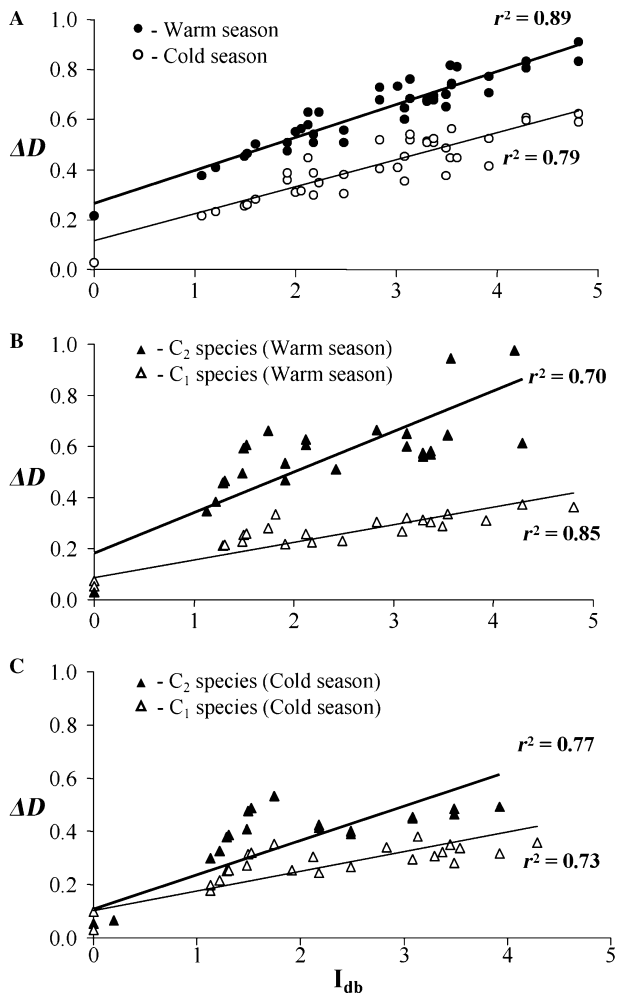 A
r² = 0.89
● - Warm season
○ - Cold season
ΔD
r² = 0.79
1.0
0.8
0.6
0.4
0.2
0.0
0 1 2 3 4 5
B
▲ - C₂ species (Warm season)
△ - C₁ species (Warm season)
r² = 0.70
ΔD
r² = 0.85
1.0
0.8
0.6
0.4
0.2
0.0
0 1 2 3 4 5
C
▲ - C₂ species (Cold season)
△ - C₁ species (Cold season)
r² = 0.77
ΔD
r² = 0.73
1.0
0.8
0.6
0.4
0.2
0.0
0 1 2 3 4 5
I_db